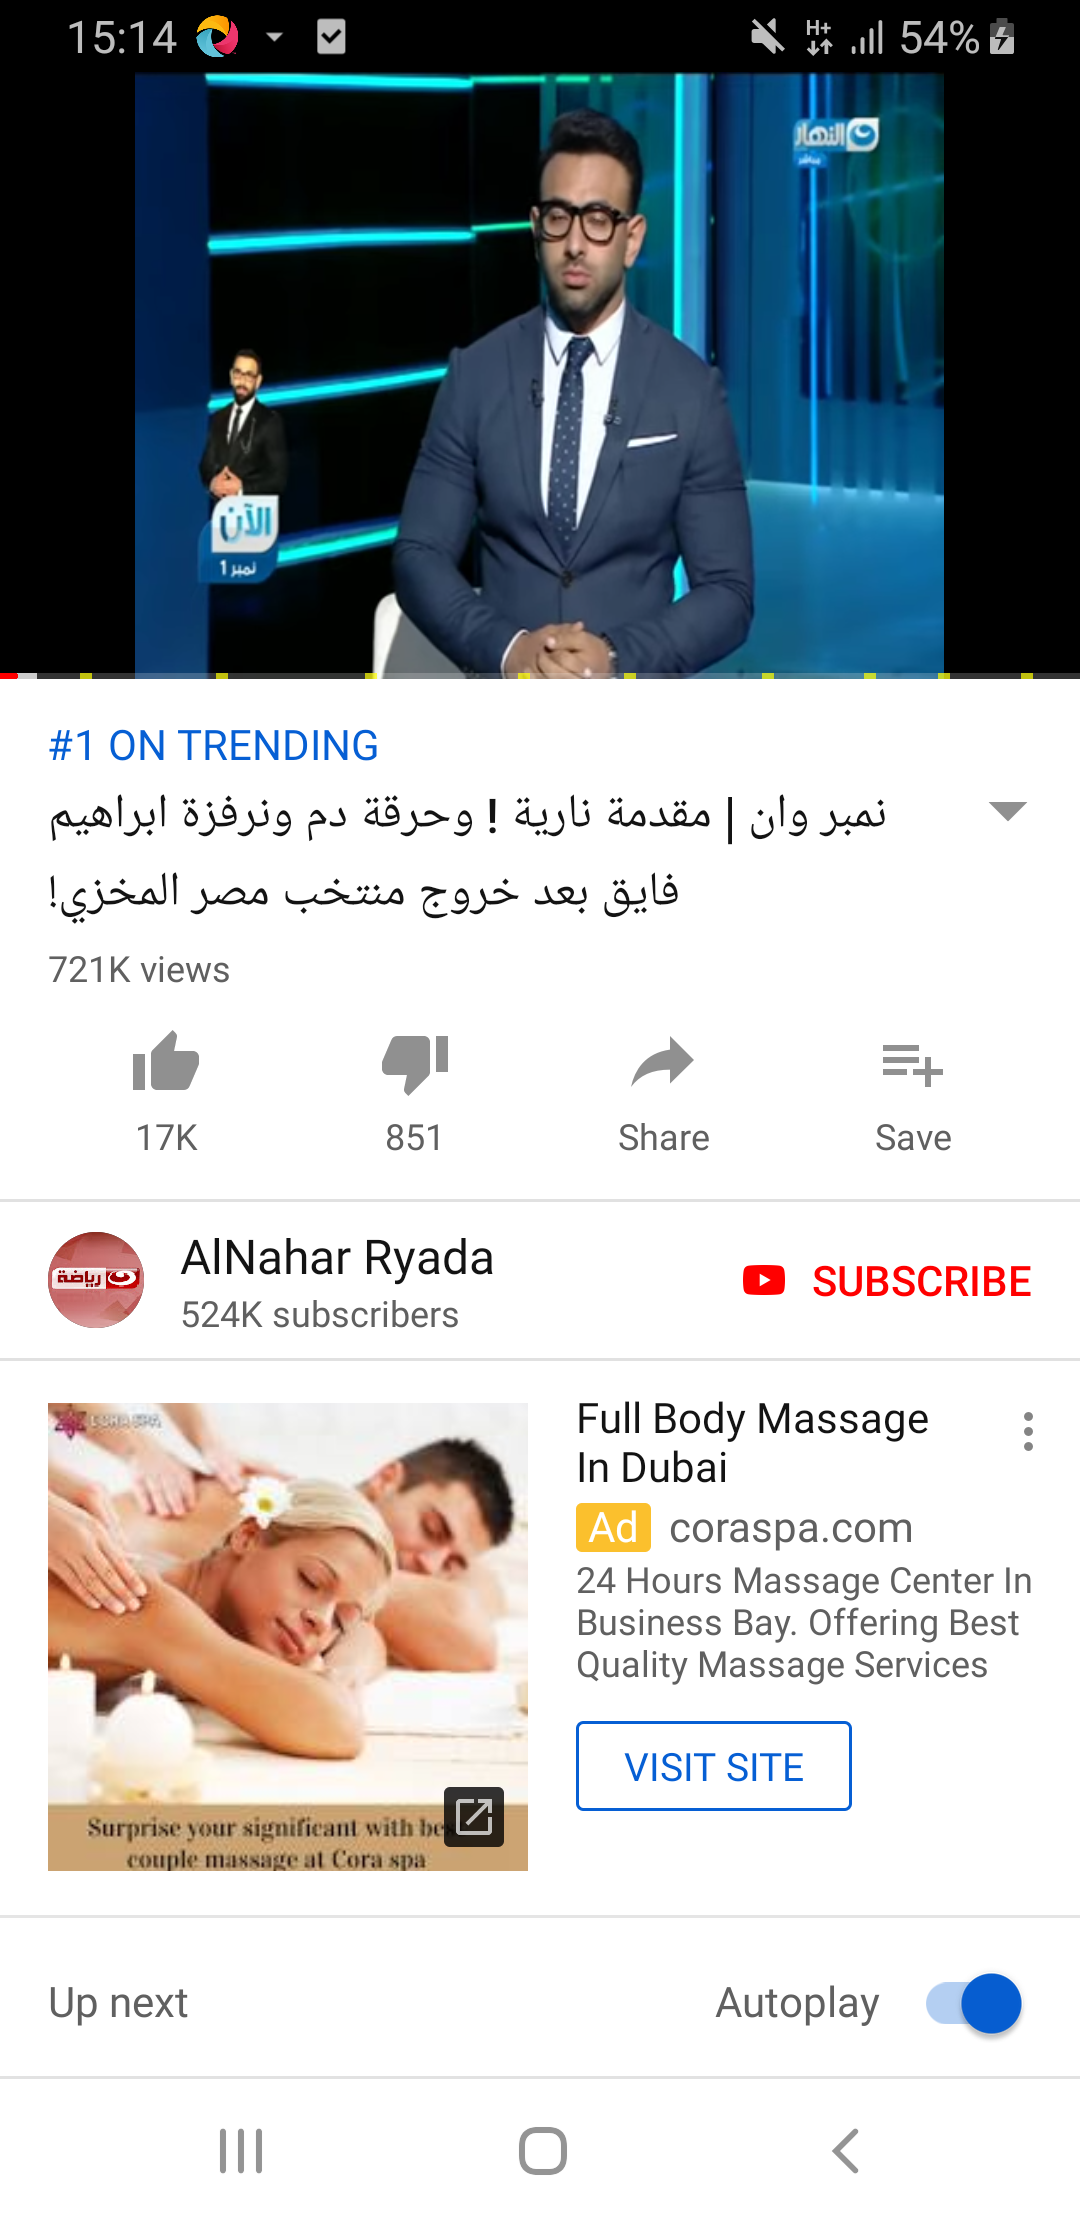 15:14
H+
54%
النهار
مباشر
الآن
نمبر 1
#1 ON TRENDING
نمبر وان | مقدمة نارية ! وحرقة دم ونرفزة ابراهيم
فايق بعد خروج منتخب مصر المخزي!
721K views
17K
851
Share
Save
رياضة
AlNahar Ryada
524K subscribers
SUBSCRIBE
CORA SPA
Surprise your significant with
couple massage at Cora spa
Full Body Massage
In Dubai
Ad coraspa.com
24 Hours Massage Center In
Business Bay. Offering Best
Quality Massage Services
VISIT SITE
Up next
Autoplay